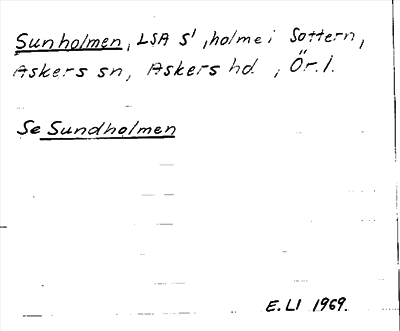 Sunholmen, LSA S', holme i Sottern,
Askers sn, Askers hd., Ör. l.
Se Sundholmen
E. LI 1969.